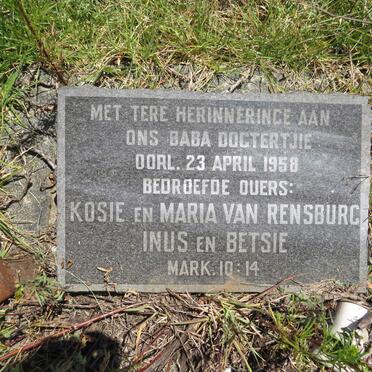 MET TERE HERINNERINGE AAN
ONS BABA DOGTERTJIE
OORL. 23 APRIL 1958
BEDROEFDE OUERS:
KOSIE EN MARIA VAN RENSBURG
INUS EN BETSIE
MARK. 10:14